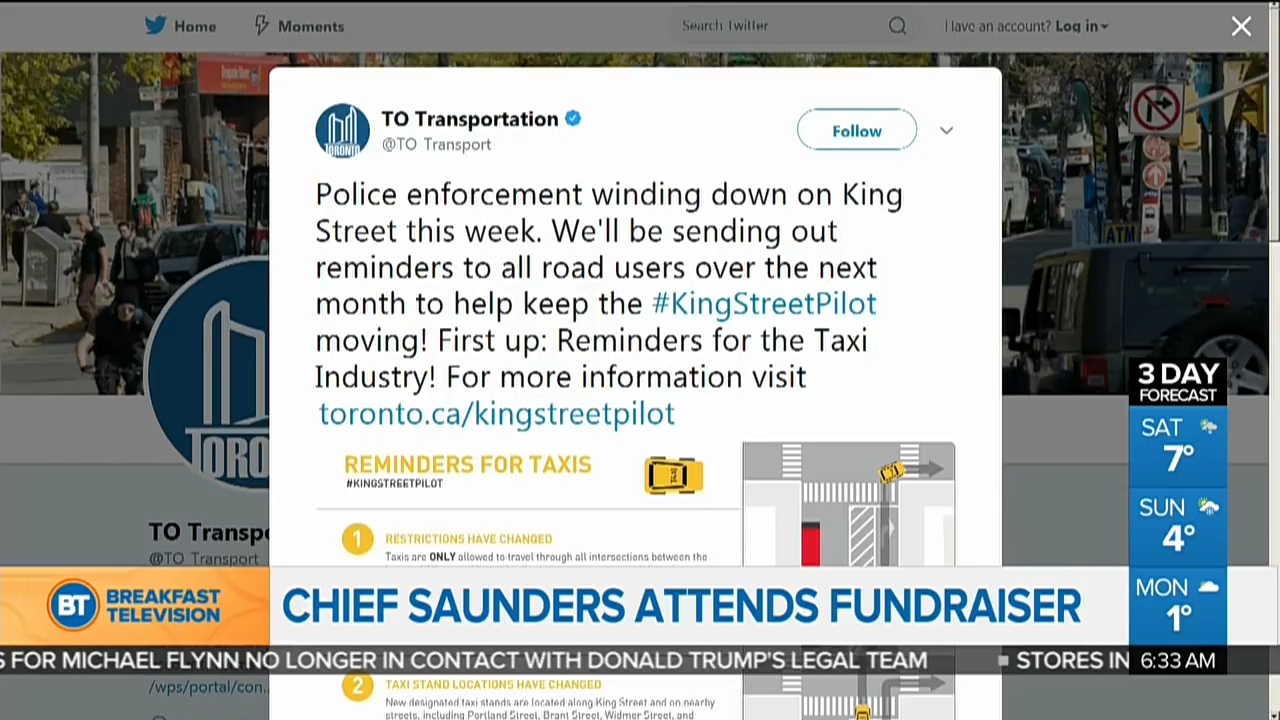 Home
Moments
Search Twitter
Have an account? Log in
TO Transportation
@TO Transport
Follow
Police enforcement winding down on King
Street this week. We'll be sending out
reminders to all road users over the next
month to help keep the #KingStreetPilot
moving! First up: Reminders for the Taxi
Industry! For more information visit
toronto.ca/kingstreetpilot
TORONTO
ATM
REMINDERS FOR TAXIS
#KINGSTREETPILOT
1
RESTRICTIONS HAVE CHANGED
Taxis are ONLY allowed to travel through all intersections between the
TORO
TO Transpo
@TO Transport
3 DAY
FORECAST
SAT
7°
SUN
4°
MON
1°
BT BREAKFAST
TELEVISION
CHIEF SAUNDERS ATTENDS FUNDRAISER
S FOR MICHAEL FLYNN NO LONGER IN CONTACT WITH DONALD TRUMP'S LEGAL TEAM
STORES IN
6:33 AM
/wps/portal/con..
2
TAXI STAND LOCATIONS HAVE CHANGED
New designated taxi stands are located along King Street and on nearby
streets, including Portland Street, Brant Street, Widmer Street, and